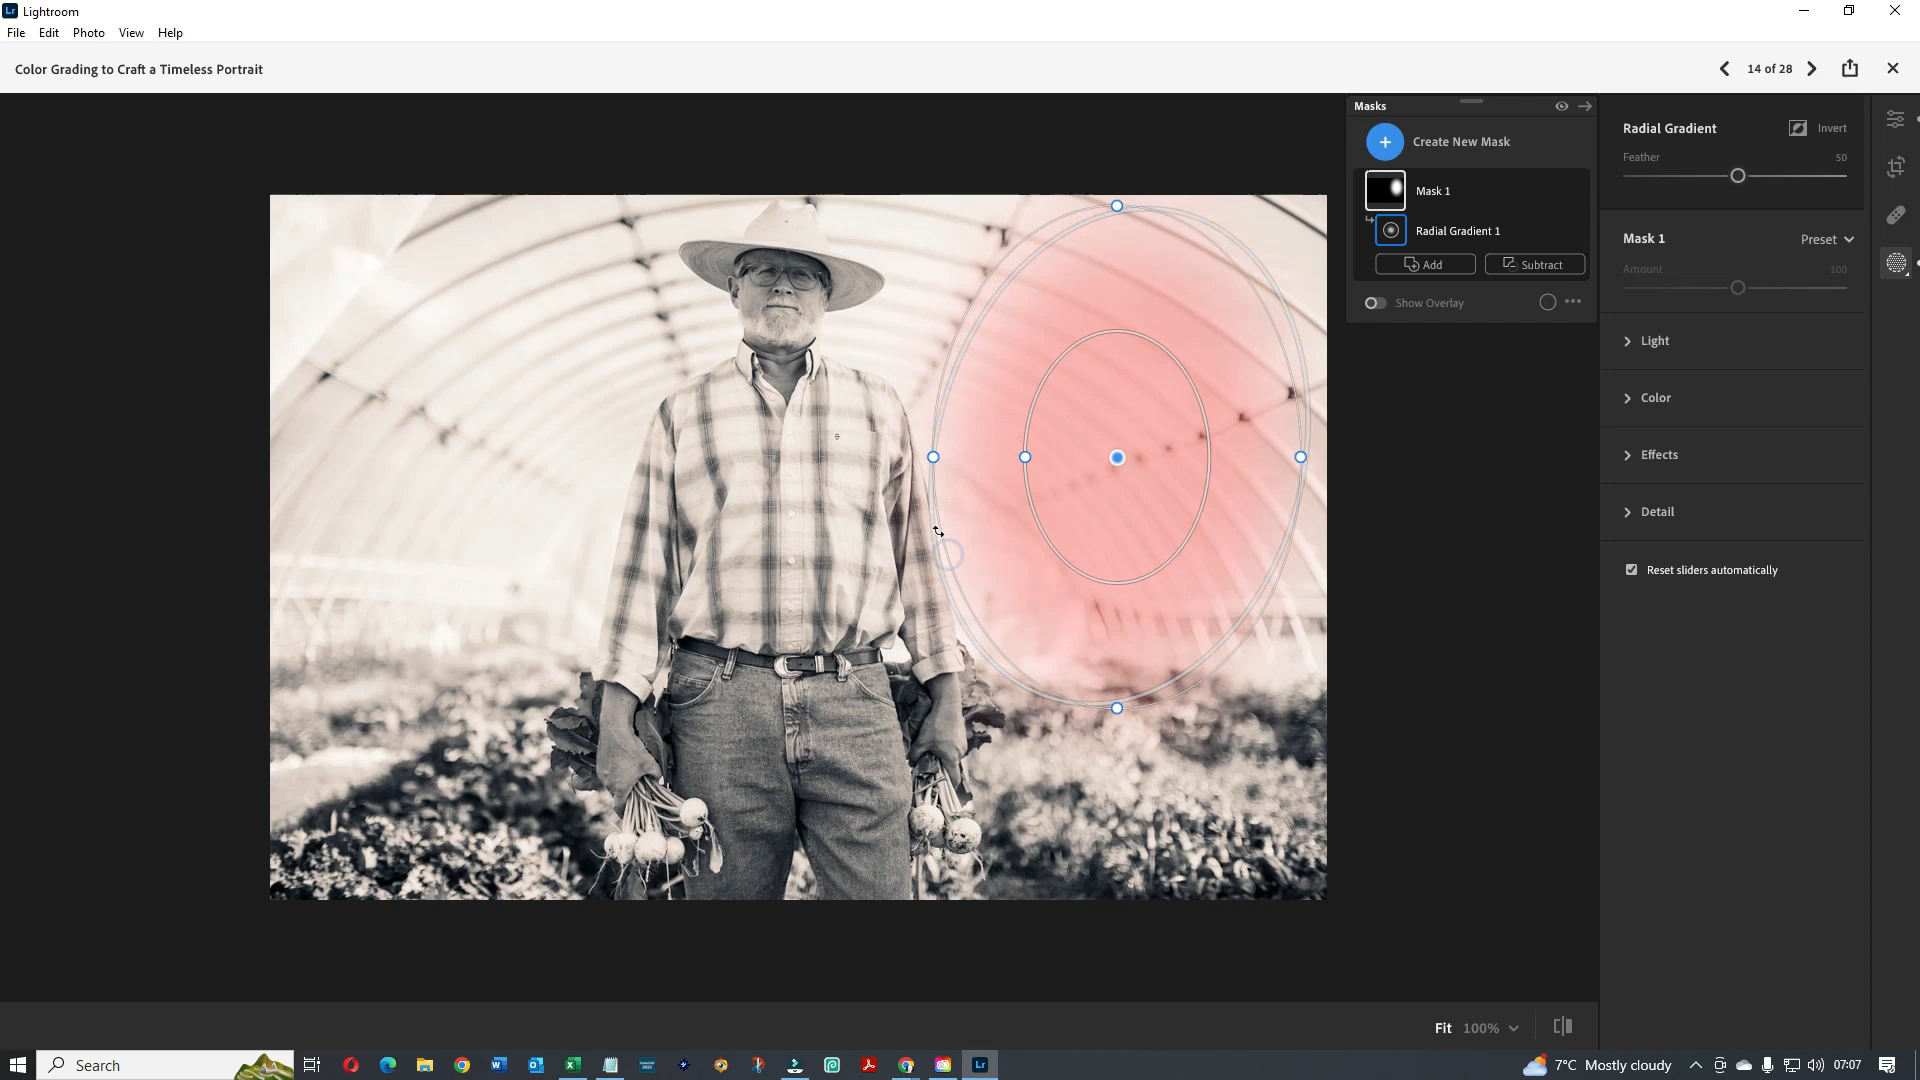 Lr Lightroom
File Edit Photo View Help
Color Grading to Craft a Timeless Portrait
14 of 28
Masks
Create New Mask
Mask 1
Radial Gradient 1
Add Subtract
Show Overlay
Radial Gradient Invert
Feather 50
Mask 1 Preset
Amount 100
Light
Color
Effects
Detail
Reset sliders automatically
Fit 100%
Search
7°C Mostly cloudy 07:07